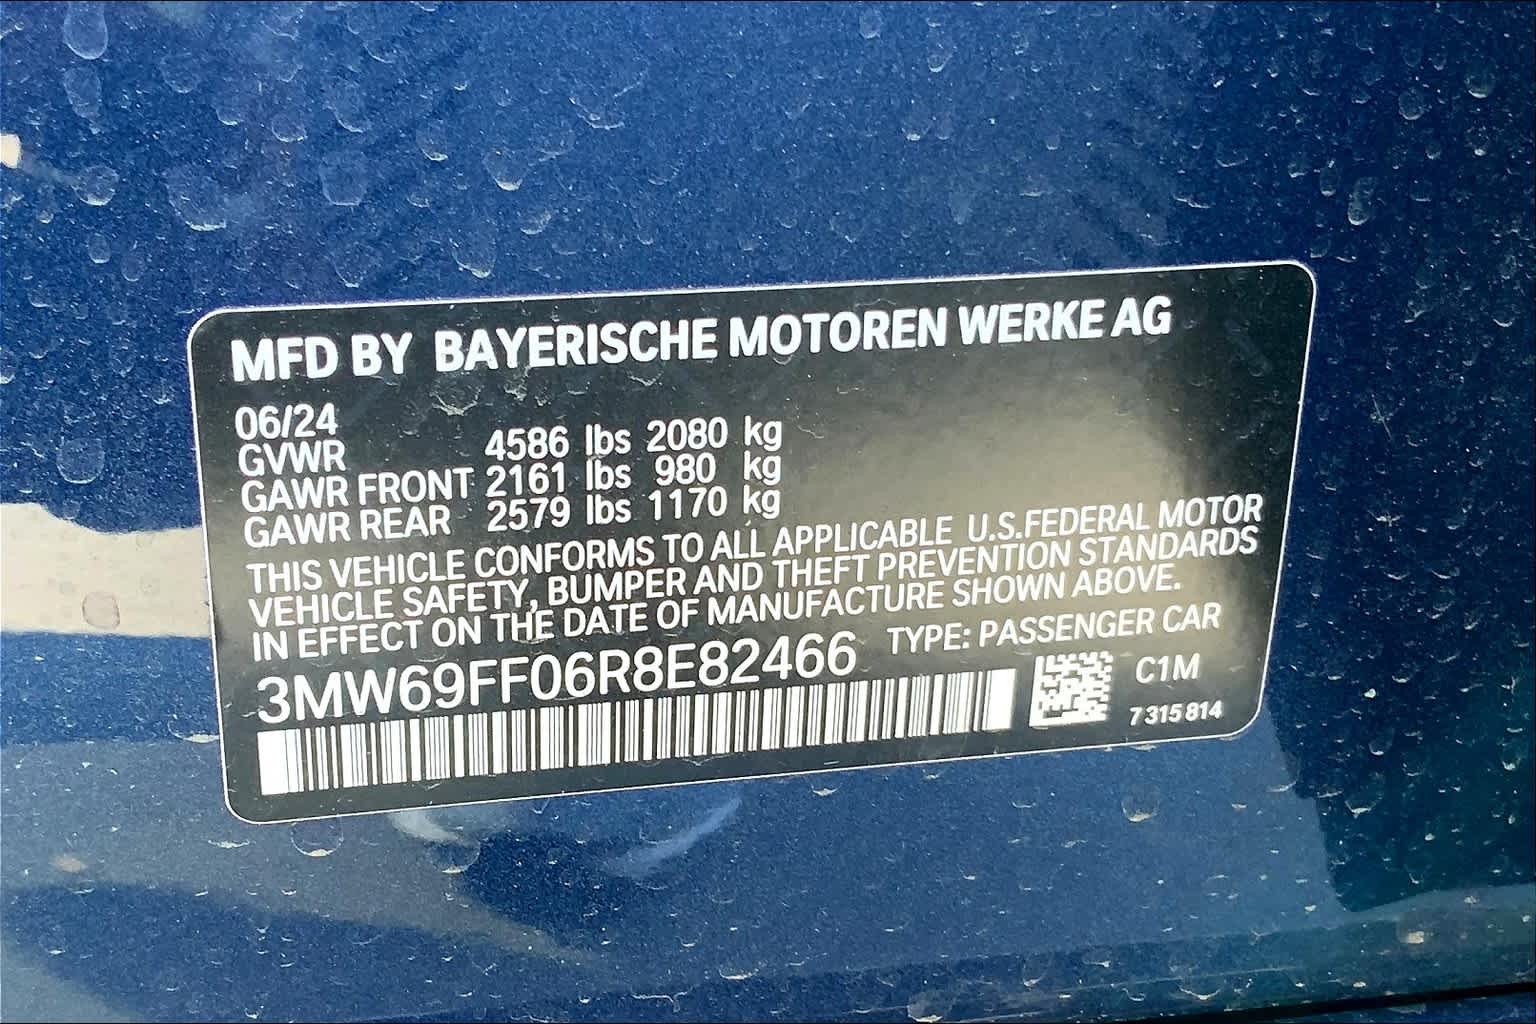 MFD BY BAYERISCHE MOTOREN WERKE AG
06/24
GVWR 4586 lbs 2080 kg
GAWR FRONT 2161 lbs 980 kg
GAWR REAR 2579 lbs 1170 kg
THIS VEHICLE CONFORMS TO ALL APPLICABLE U.S.FEDERAL MOTOR
VEHICLE SAFETY, BUMPER AND THEFT PREVENTION STANDARDS
IN EFFECT ON THE DATE OF MANUFACTURE SHOWN ABOVE.
3MW69FF06R8E82466 TYPE: PASSENGER CAR
C1M
7 315 814